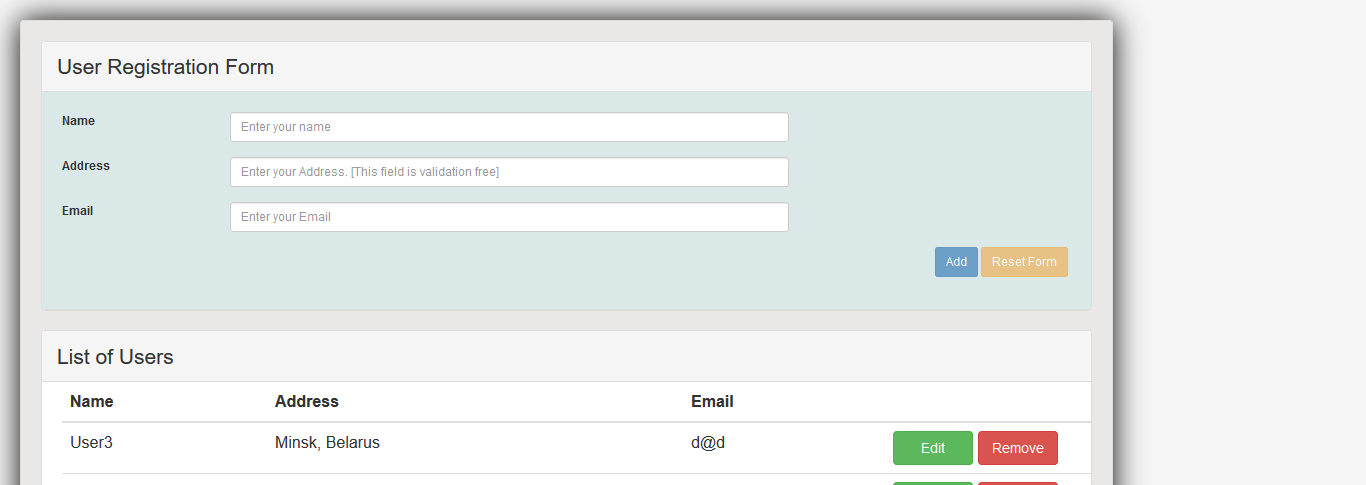 User Registration Form
Name
Enter your name
Address
Enter your Address. [This field is validation free]
Email
Enter your Email
Add Reset Form
List of Users
Name Address Email
User3 Minsk, Belarus d@d Edit Remove